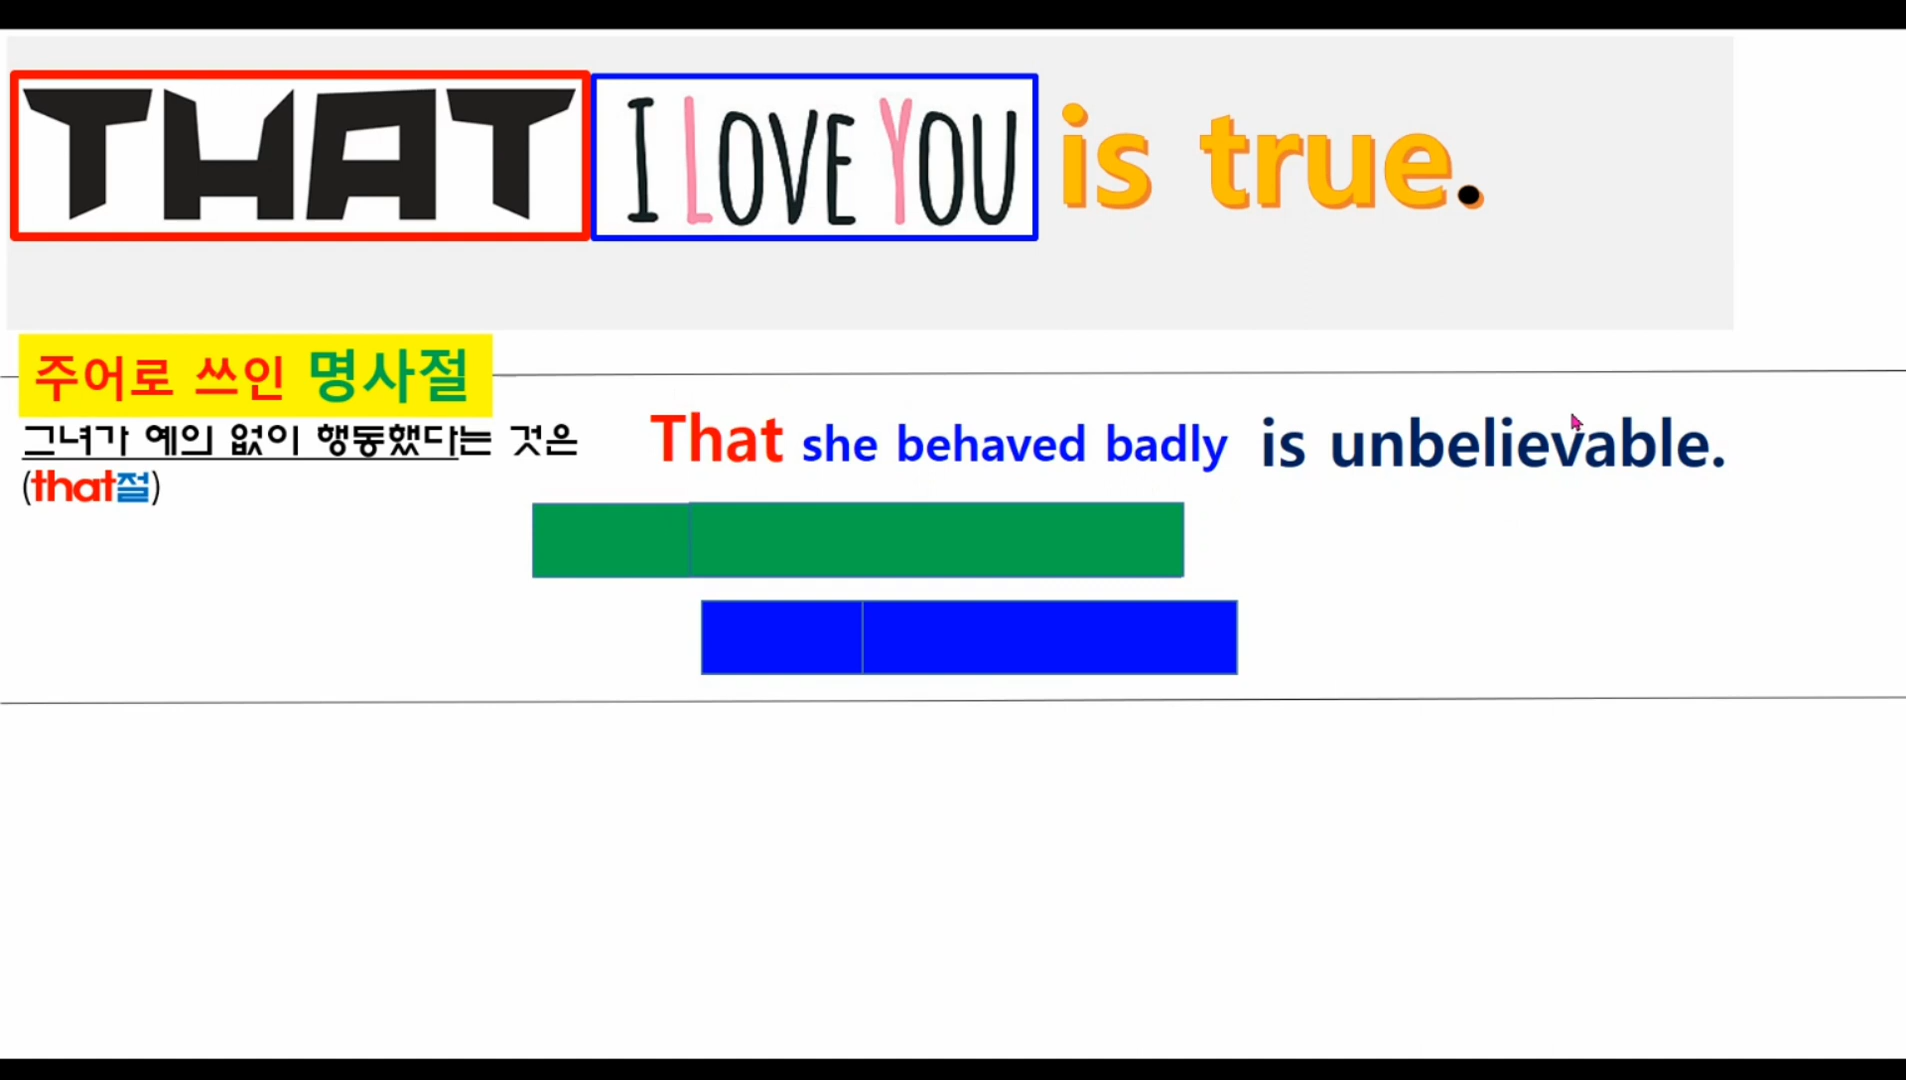 THAT I LOVE YOU is true.
주어로 쓰인 명사절
그녀가 예의 없이 행동했다는 것은
(that절)
That she behaved badly is unbelievable.